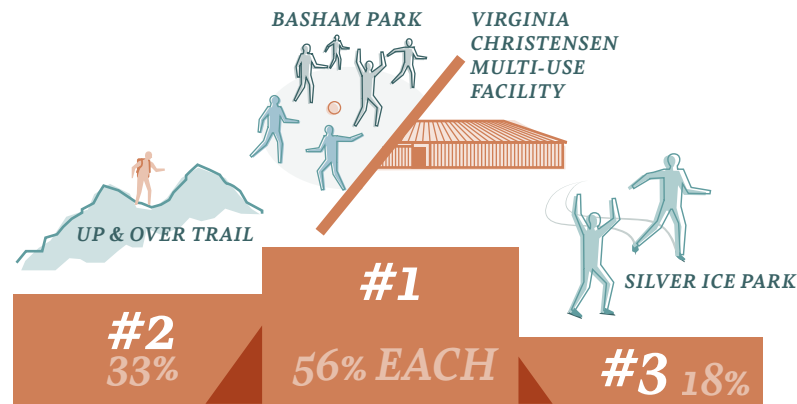 BASHAM PARK
VIRGINIA
CHRISTENSEN
MULTI-USE
FACILITY
UP & OVER TRAIL
SILVER ICE PARK
#1
56% EACH
#2
33%
#3 18%